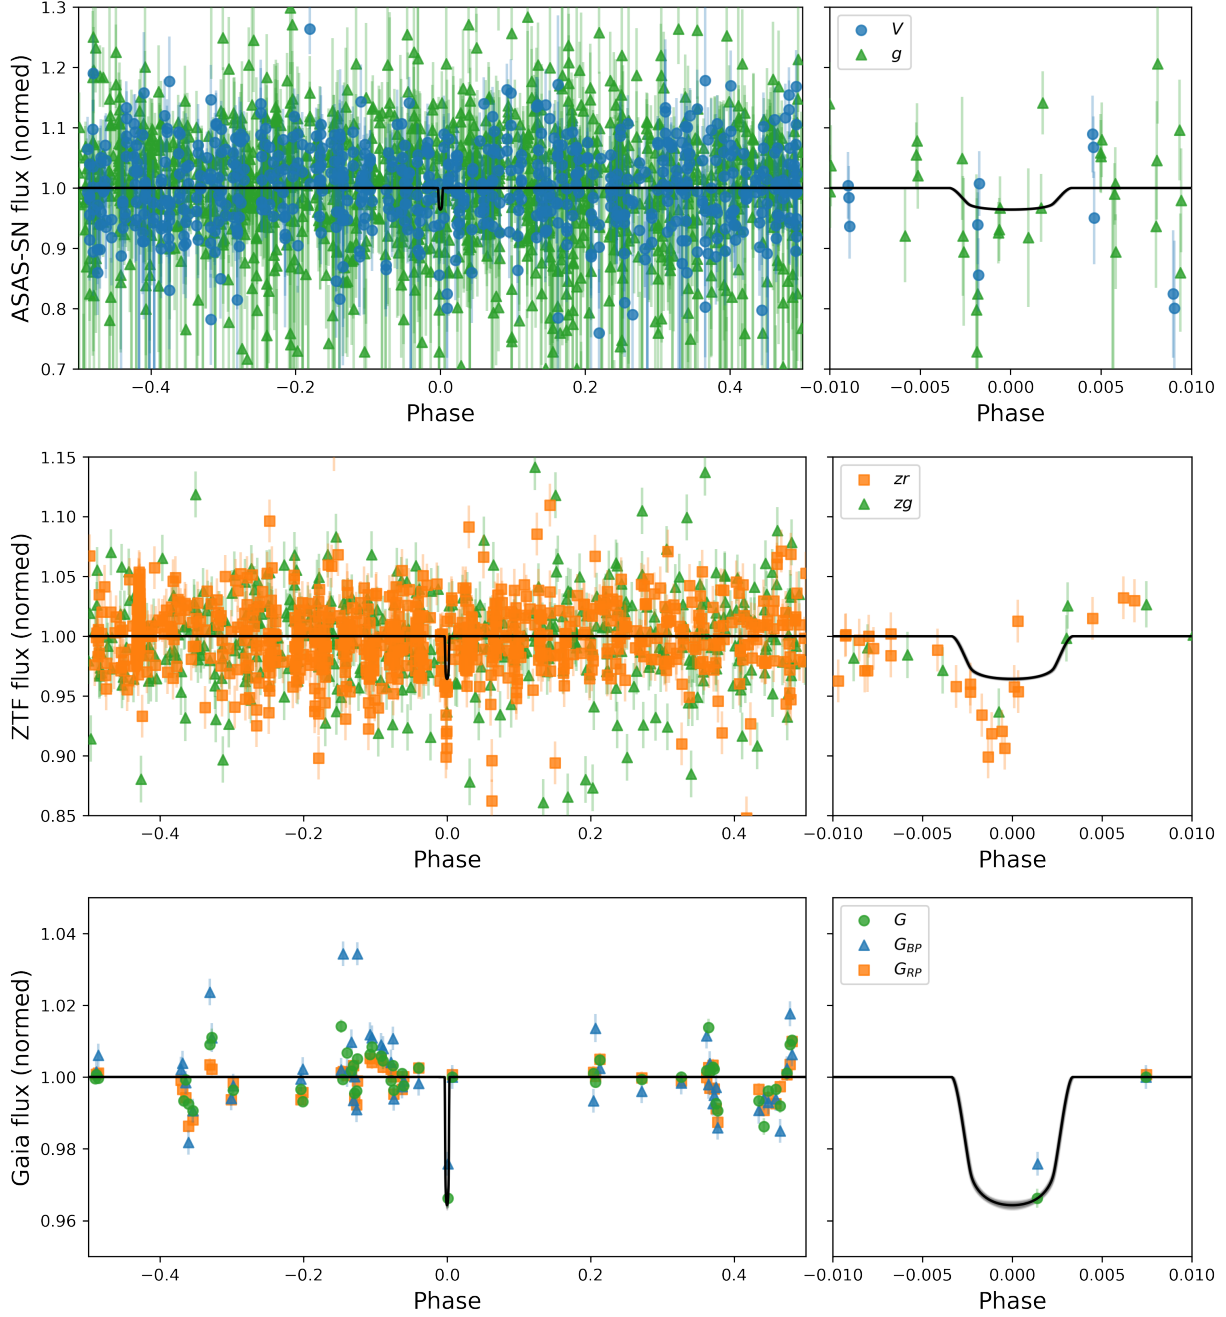 ASAS-SN flux (normed)
1.3
1.2
1.1
1.0
0.9
0.8
0.7
−0.4 −0.2 0.0 0.2 0.4
Phase
V
g
−0.010 −0.005 0.000 0.005 0.010
Phase
ZTF flux (normed)
1.15
1.10
1.05
1.00
0.95
0.90
0.85
−0.4 −0.2 0.0 0.2 0.4
Phase
zr
zg
−0.010 −0.005 0.000 0.005 0.010
Phase
Gaia flux (normed)
1.04
1.02
1.00
0.98
0.96
−0.4 −0.2 0.0 0.2 0.4
Phase
G
G_BP
G_RP
−0.010 −0.005 0.000 0.005 0.010
Phase